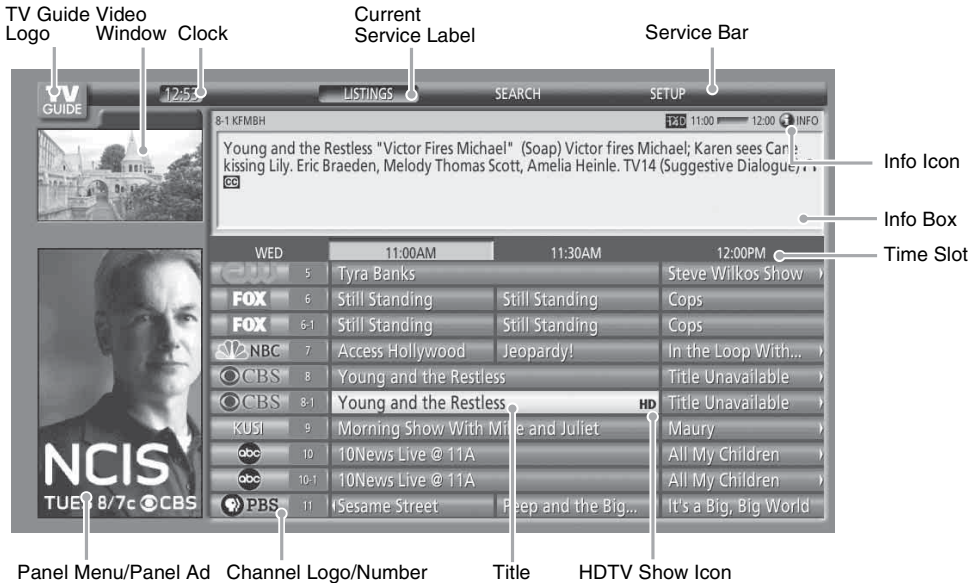 TV Guide Video Current
Logo Window Clock Service Label Service Bar
TV GUIDE 12:53 LISTINGS SEARCH SETUP
8-1 KFMBH 14D 11:00 12:00 i INFO
Young and the Restless "Victor Fires Michael" (Soap) Victor fires Michael; Karen sees Cane
kissing Lily. Eric Braeden, Melody Thomas Scott, Amelia Heinle. TV14 (Suggestive Dialogue)
CC
Info Icon
Info Box
WED 11:00AM 11:30AM 12:00PM Time Slot
CW 5 Tyra Banks Steve Wilkos Show
FOX 6 Still Standing Still Standing Cops
FOX 6-1 Still Standing Still Standing Cops
NBC 7 Access Hollywood Jeopardy! In the Loop With...
CBS 8 Young and the Restless Title Unavailable
CBS 8-1 Young and the Restless HD Title Unavailable
KUSI 9 Morning Show With Mike and Juliet Maury
abc 10 10News Live @ 11A All My Children
abc 10-1 10News Live @ 11A All My Children
PBS 11 Sesame Street Peep and the Big... It's a Big, Big World
NCIS
TUES 8/7c CBS
Panel Menu/Panel Ad Channel Logo/Number Title HDTV Show Icon